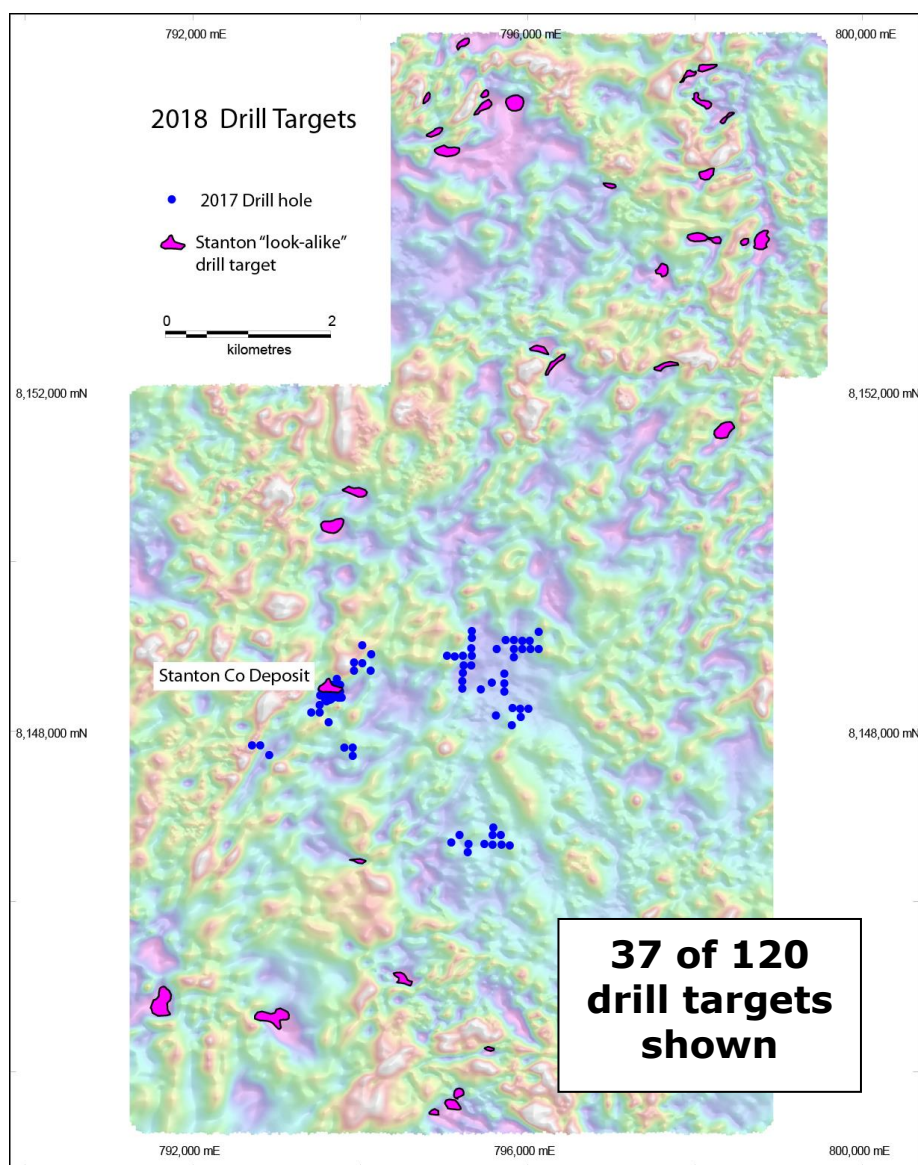 792,000 mE
796,000 mE
800,000 mE
2018 Drill Targets
2017 Drill hole
Stanton "look-alike"
drill target
0
2
kilometres
8,152,000 mN
8,152,000 mN
Stanton Co Deposit
8,148,000 mN
8,148,000 mN
37 of 120
drill targets
shown
792,000 mE
796,000 mE
800,000 mE